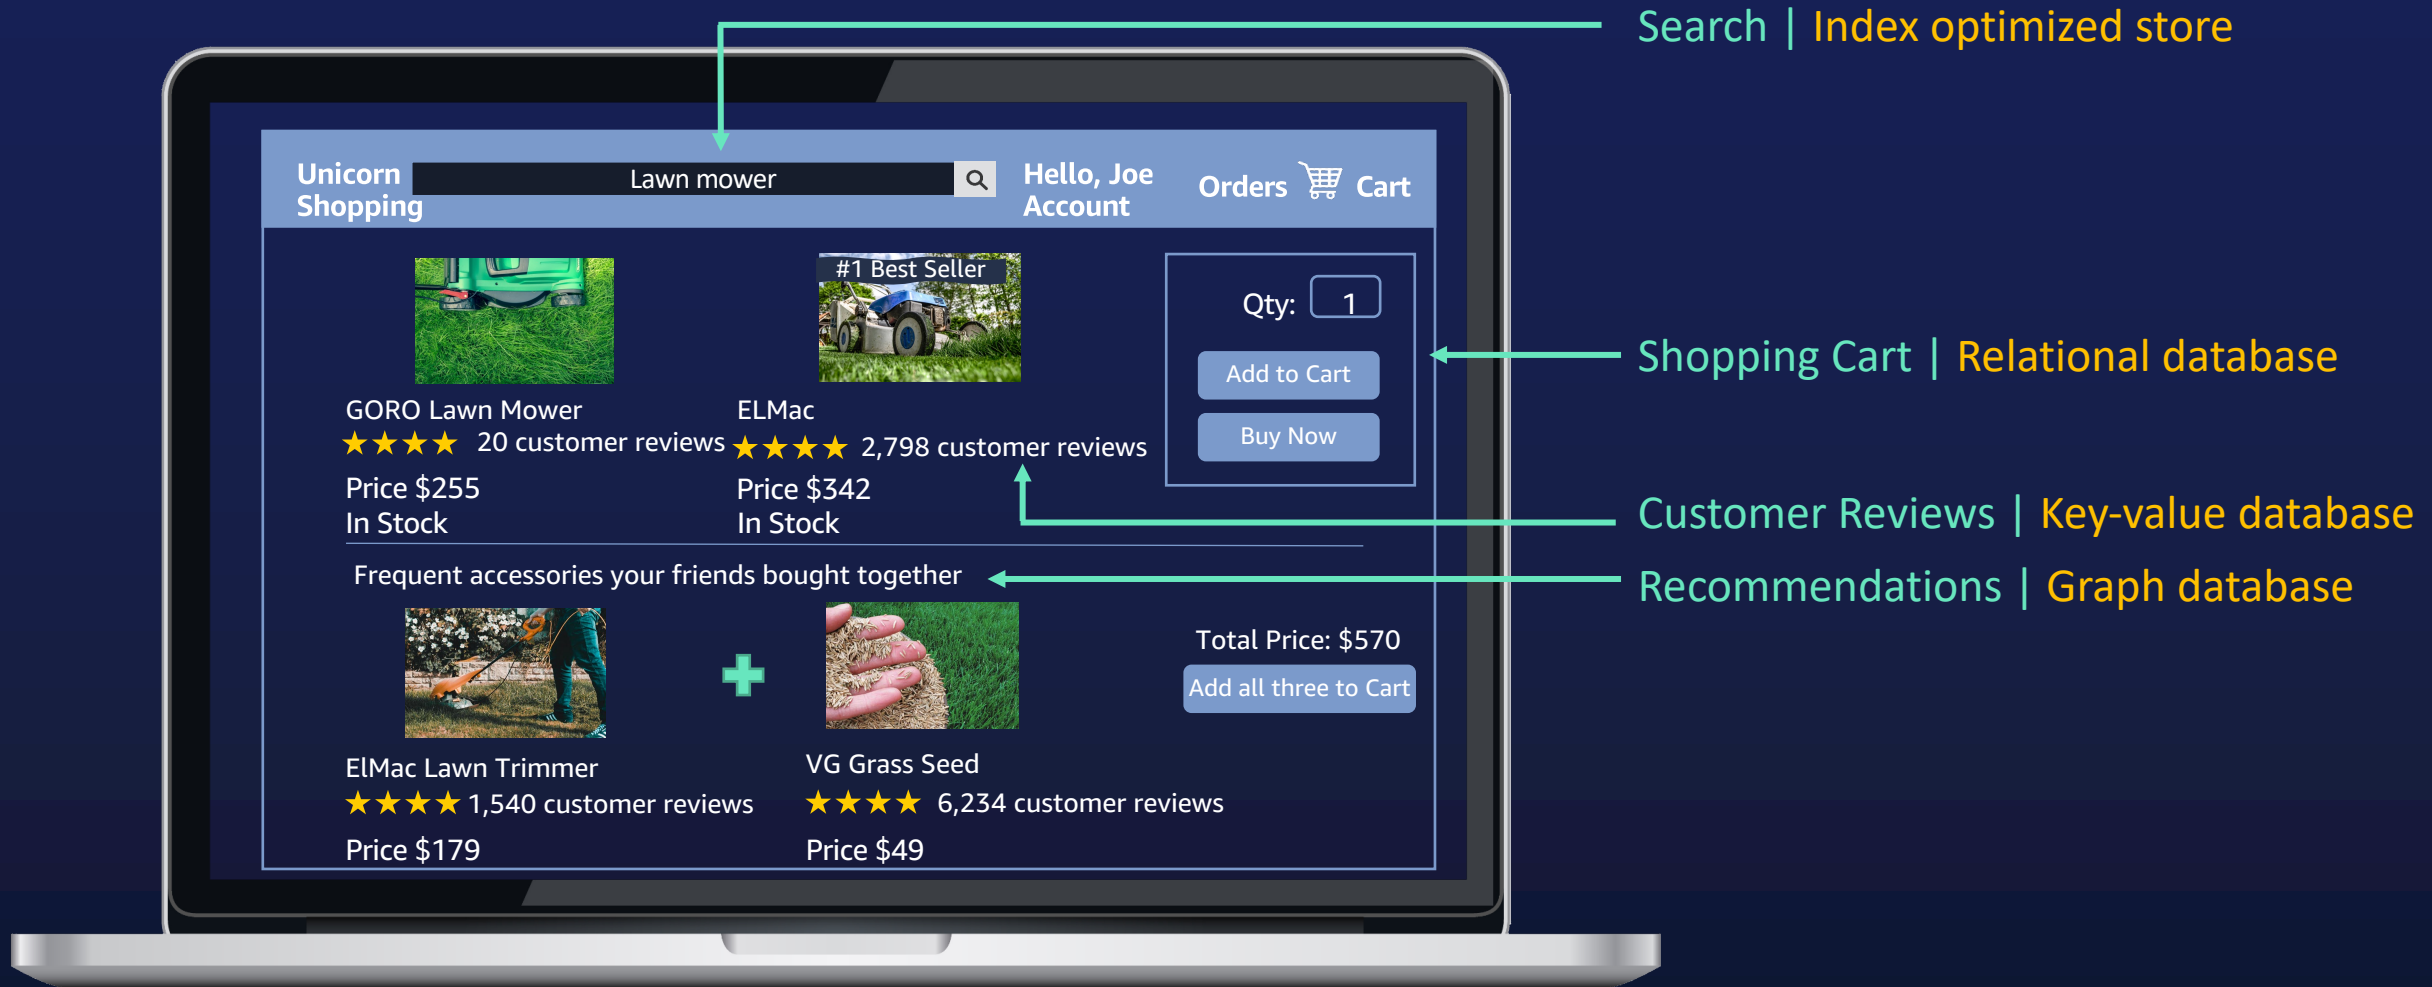 Search | Index optimized store
Unicorn
Shopping
Lawn mower
Hello, Joe
Account
Orders
Cart
#1 Best Seller
Qty: 1
Add to Cart
Buy Now
Shopping Cart | Relational database
GORO Lawn Mower
20 customer reviews
Price $255
In Stock
ELMac
2,798 customer reviews
Price $342
In Stock
Customer Reviews | Key-value database
Frequent accessories your friends bought together
Recommendations | Graph database
Total Price: $570
Add all three to Cart
ElMac Lawn Trimmer
1,540 customer reviews
Price $179
VG Grass Seed
6,234 customer reviews
Price $49